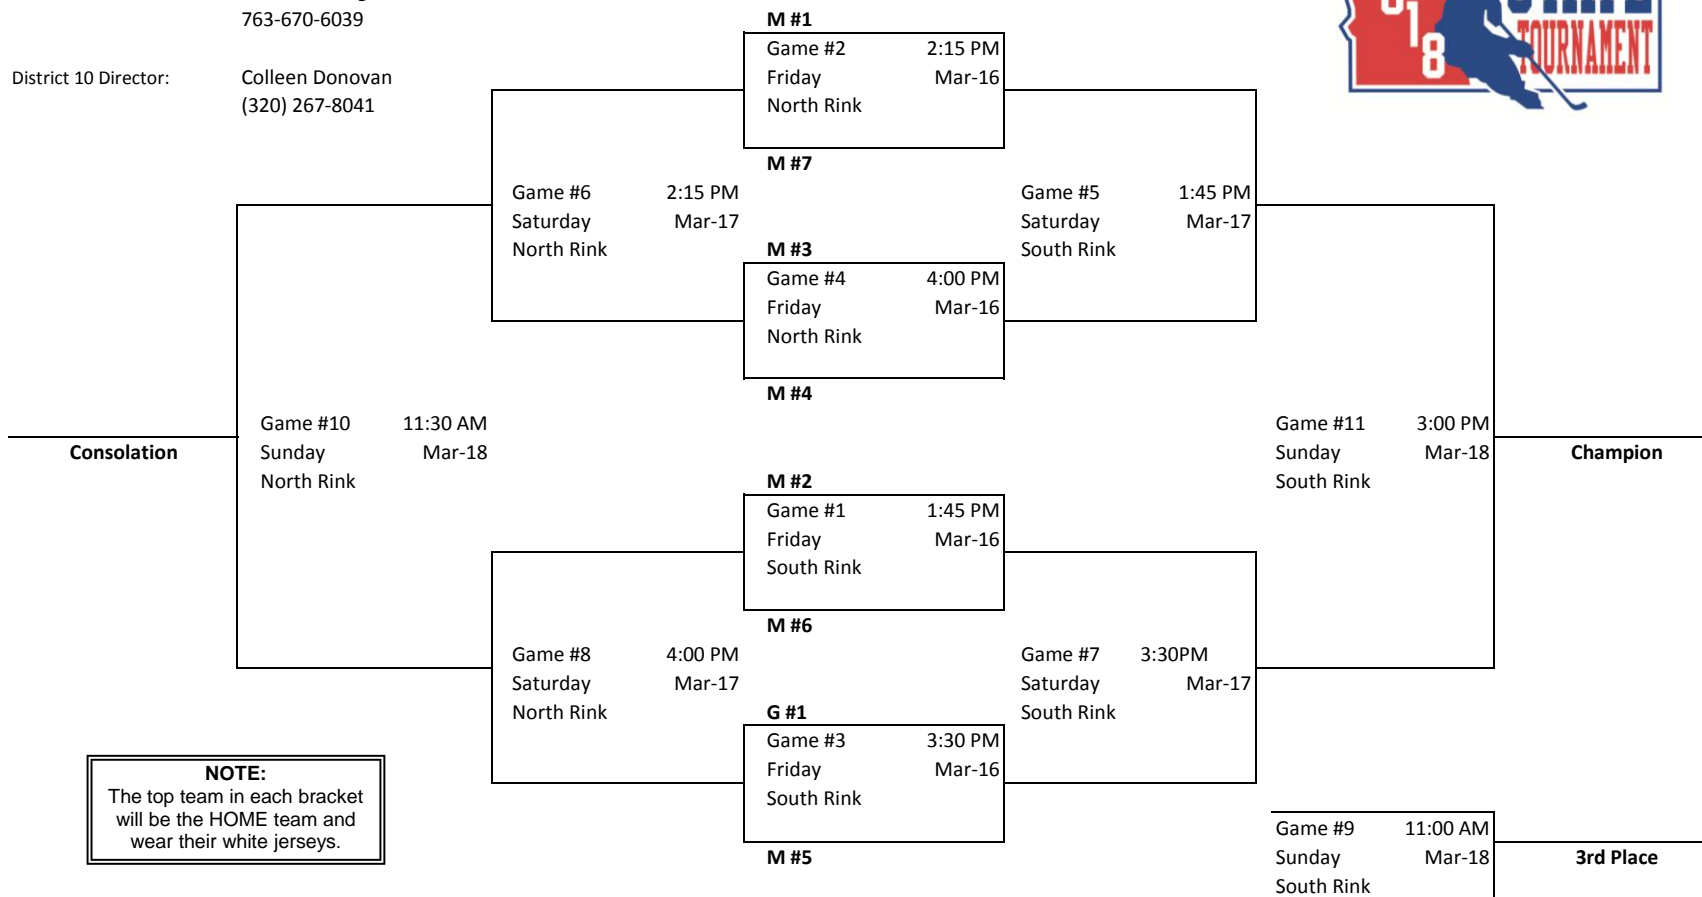 763-670-6039
District 10 Director: Colleen Donovan
(320) 267-8041
M #1
Game #2 2:15 PM
Friday Mar-16
North Rink
M #7
Game #6 2:15 PM
Saturday Mar-17
North Rink
Game #5 1:45 PM
Saturday Mar-17
South Rink
M #3
Game #4 4:00 PM
Friday Mar-16
North Rink
M #4
Game #10 11:30 AM
Sunday Mar-18
North Rink
Consolation
Game #11 3:00 PM
Sunday Mar-18
South Rink
Champion
M #2
Game #1 1:45 PM
Friday Mar-16
South Rink
M #6
Game #8 4:00 PM
Saturday Mar-17
North Rink
Game #7 3:30PM
Saturday Mar-17
South Rink
G #1
Game #3 3:30 PM
Friday Mar-16
South Rink
M #5
NOTE:
The top team in each bracket
will be the HOME team and
wear their white jerseys.
Game #9 11:00 AM
Sunday Mar-18
South Rink
3rd Place
18
TOURNAMENT